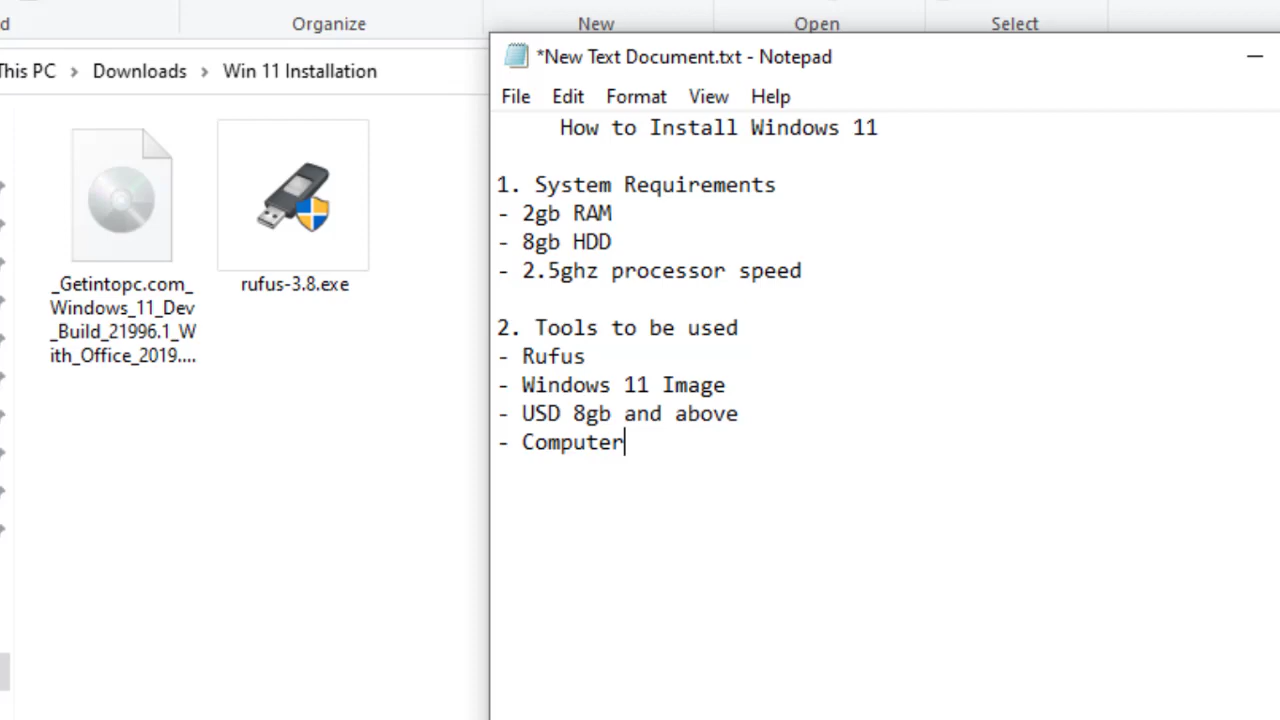 d
Organize
New
Open
Select
This PC > Downloads > Win 11 Installation
*New Text Document.txt - Notepad
File Edit Format View Help
_Getintopc.com_
Windows_11_Dev
_Build_21996.1_W
ith_Office_2019....
rufus-3.8.exe
How to Install Windows 11
1. System Requirements
- 2gb RAM
- 8gb HDD
- 2.5ghz processor speed
2. Tools to be used
- Rufus
- Windows 11 Image
- USD 8gb and above
- Computer